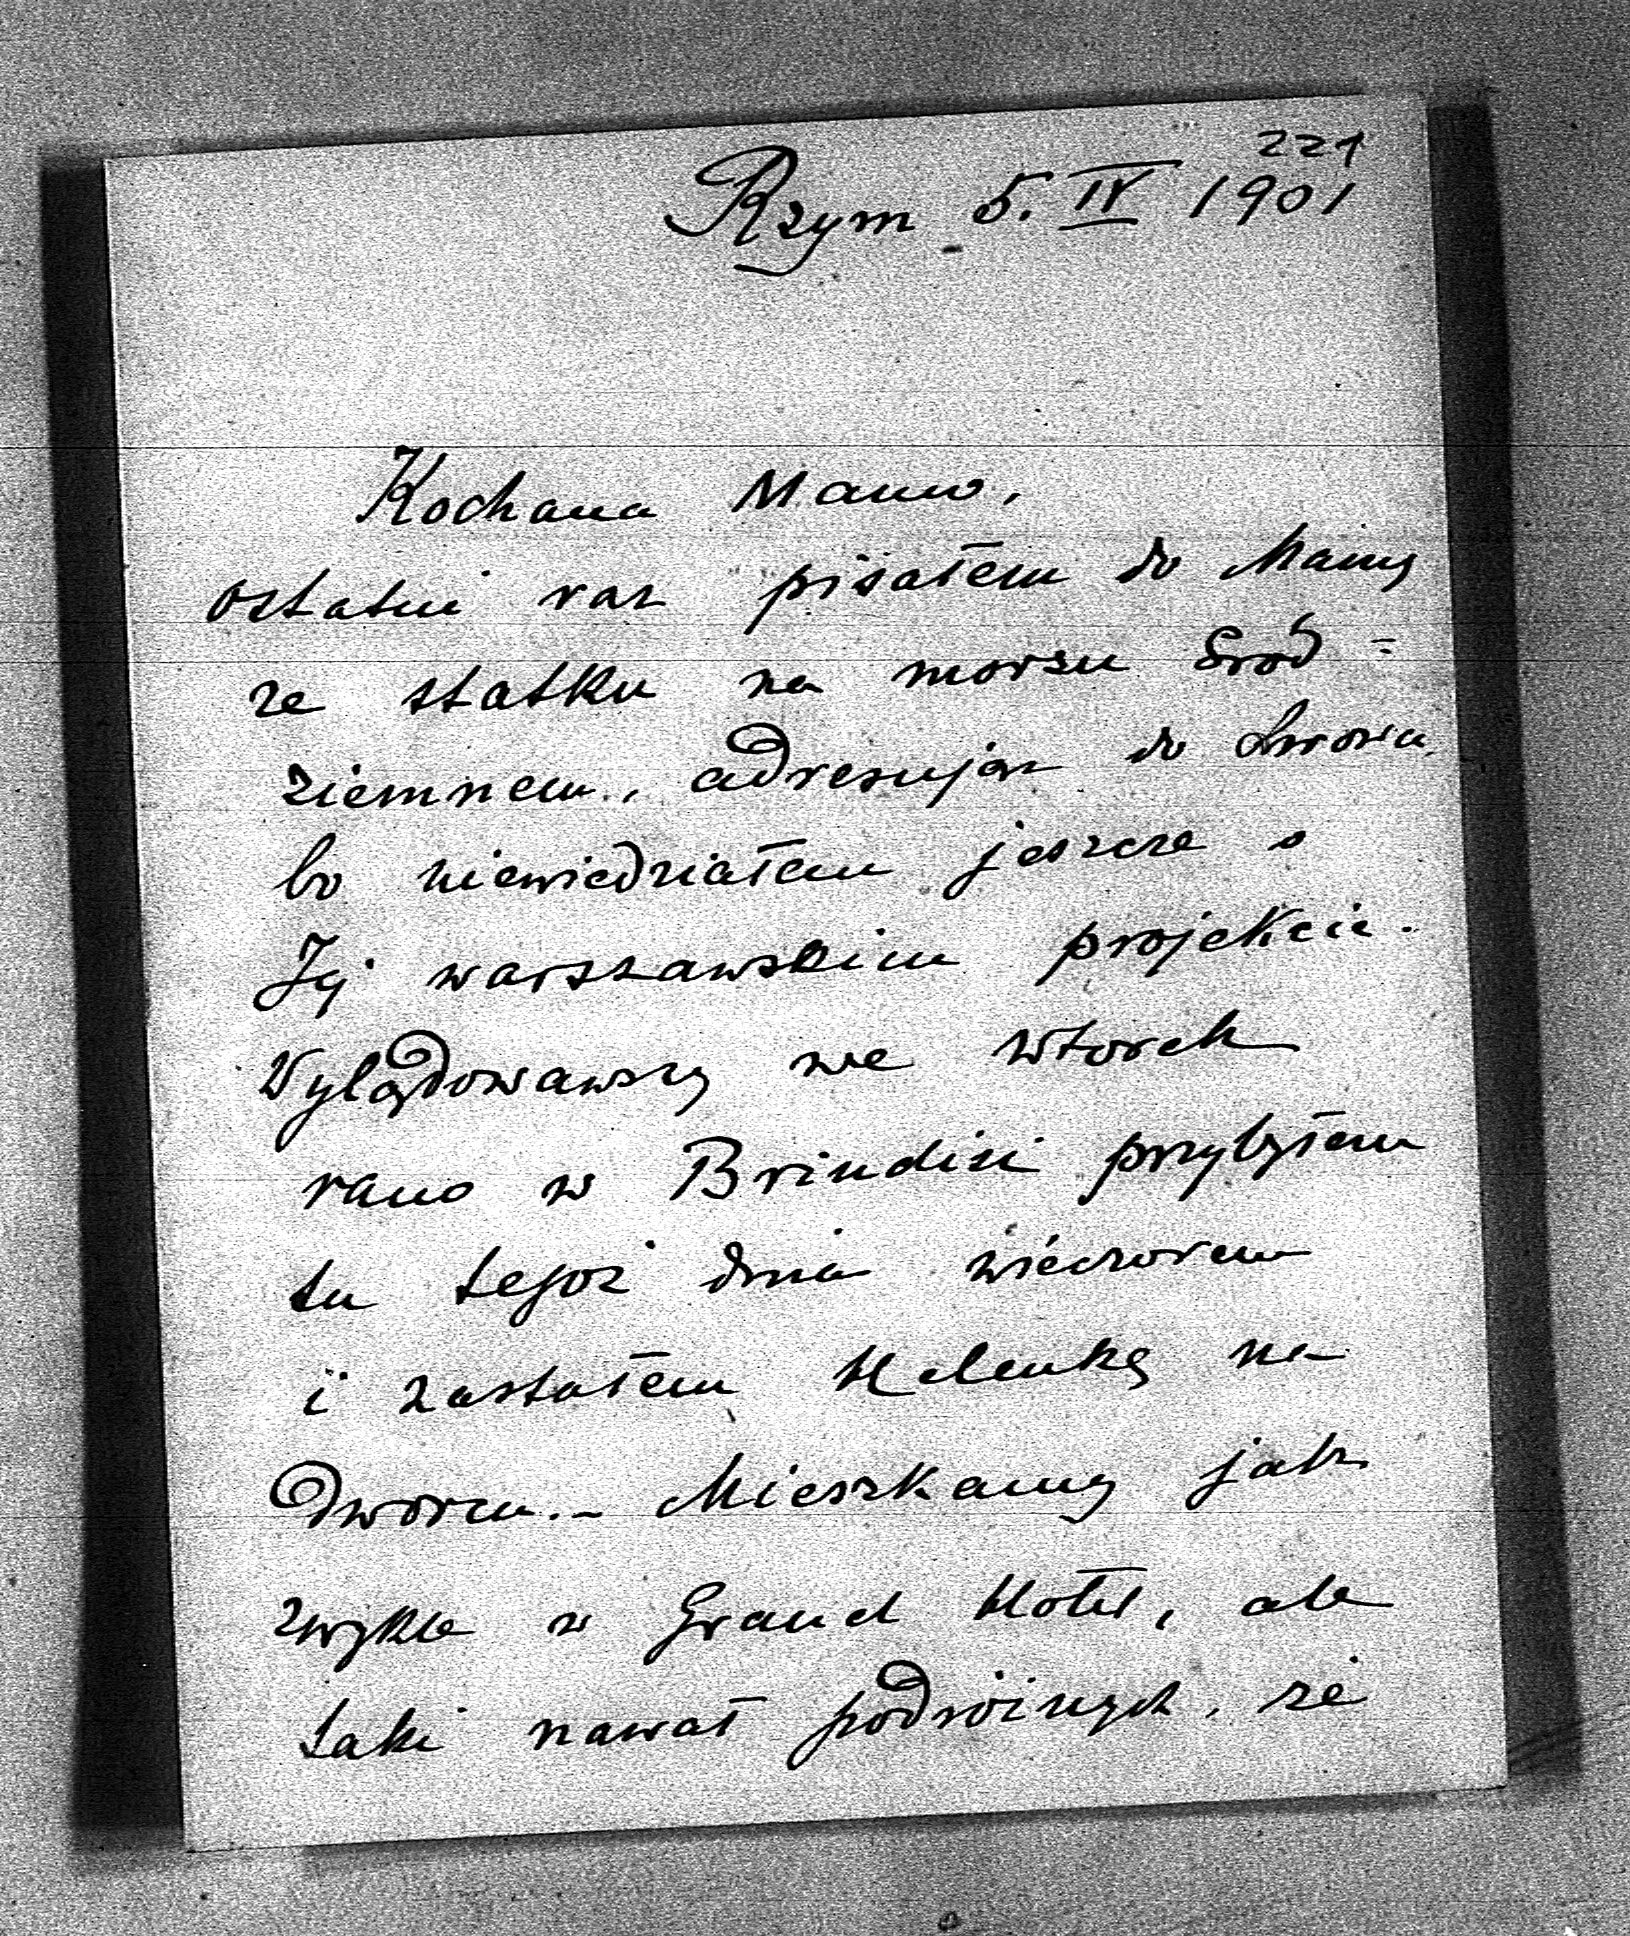 221
Rzym 5. IV 1901
Kochana Mamo,
ostatni raz pisałem do Mamy
ze statku na morzu Śród=
ziemnem, adresując do Lwowa,
bo niewiedziałem jeszcze o
Jej warszawskim projekcie.
Wylądowawszy we wtorek
rano w Brindisi przybyłem
tu tegoż dnia wieczorem
i zastałem Helenkę na
dworcu. – Mieszkamy jak
zwykle w Grand Hotel, ale
taki nawał podróżnych, że